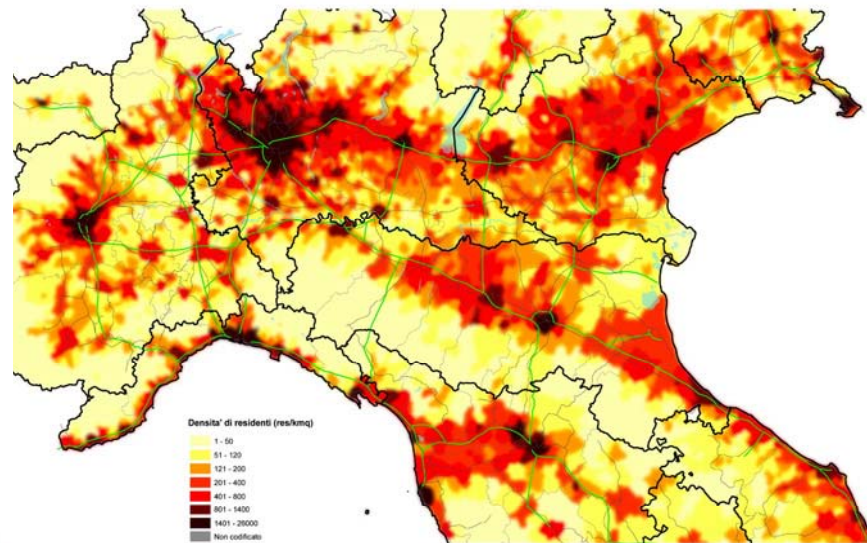 Densita' di residenti (res/kmq)
1 - 50
51 - 120
121 - 200
201 - 400
401 - 800
801 - 1400
1401 - 26000
Non codificato